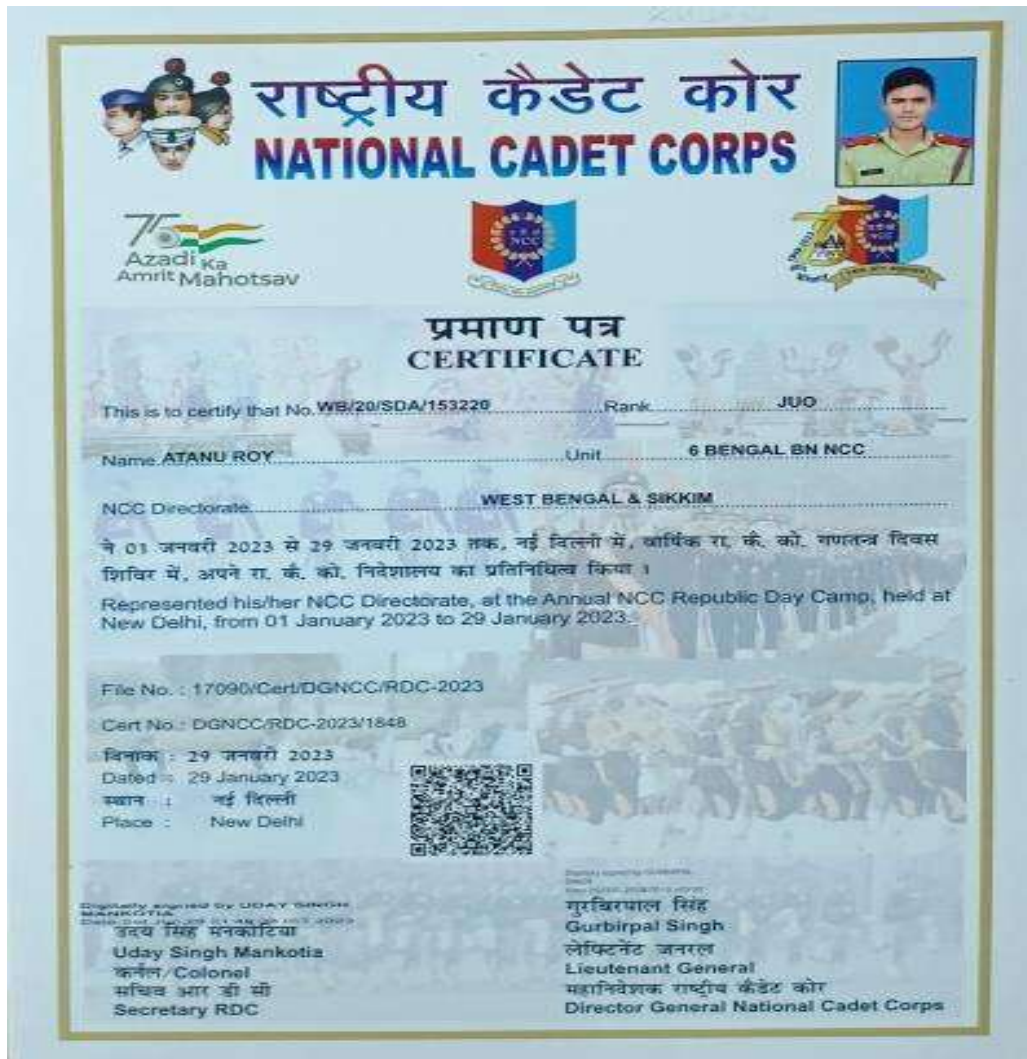 राष्ट्रीय कैडेट कोर
NATIONAL CADET CORPS
75
Azadi Ka
Amrit Mahotsav
NCC
प्रमाण पत्र
CERTIFICATE
This is to certify that No. WB/20/SDA/153220 Rank JUO
Name ATANU ROY Unit 6 BENGAL BN NCC
NCC Directorate WEST BENGAL & SIKKIM
ने 01 जनवरी 2023 से 29 जनवरी 2023 तक, नई दिल्ली में, वार्षिक रा. कै. को. गणतन्त्र दिवस
शिविर में, अपने रा. कै. को. निदेशालय का प्रतिनिधित्व किया ।
Represented his/her NCC Directorate, at the Annual NCC Republic Day Camp, held at
New Delhi, from 01 January 2023 to 29 January 2023.
File No. : 17090/Cert/DGNCC/RDC-2023
Cert No.: DGNCC/RDC-2023/1848
दिनांक : 29 जनवरी 2023
Dated : 29 January 2023
स्थान : नई दिल्ली
Place : New Delhi
Digitally signed by UDAY SINGH
MANKOTIA
उदय सिंह मनकोटिया
Uday Singh Mankotia
कर्नल/Colonel
सचिव आर डी सी
Secretary RDC
गुरबिरपाल सिंह
Gurbirpal Singh
लेफ्टिनेंट जनरल
Lieutenant General
महानिदेशक राष्ट्रीय कैडेट कोर
Director General National Cadet Corps